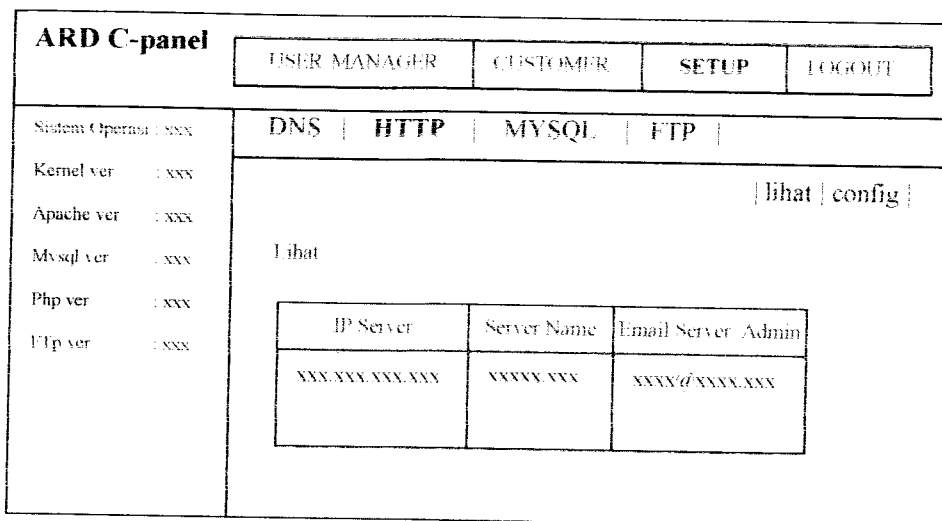 ARD C-panel
USER MANAGER
CUSTOMER
SETUP
LOGOUT
Sistem Operasi : xxx
Kernel ver : xxx
Apache ver : xxx
Mysql ver : xxx
Php ver : xxx
FTp ver : xxx
DNS | HTTP | MYSQL | FTP |
| lihat | config |
Lihat
IP Server
Server Name
Email Server Admin
xxx.xxx.xxx.xxx
xxxxx.xxx
xxxx@xxxx.xxx